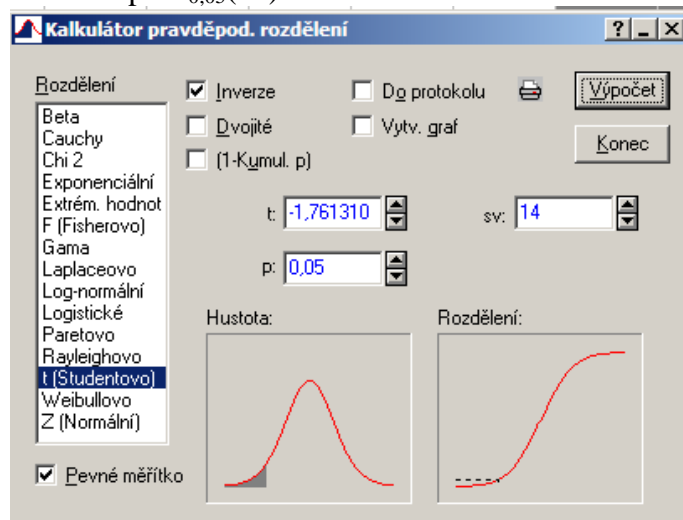 0,05
Kalkulátor pravděpod. rozdělení
Rozdělení
Beta
Cauchy
Chi 2
Exponenciální
Extrém. hodnot
F (Fisherovo)
Gama
Laplaceovo
Log-normální
Logistické
Paretovo
Rayleighovo
t (Studentovo)
Weibullovo
Z (Normální)
Pevné měřítko
Inverze
Dvojité
(1-Kumul. p)
Do protokolu
Vytv. graf
Výpočet
Konec
t: -1,761310
sv: 14
p: 0,05
Hustota:
Rozdělení: